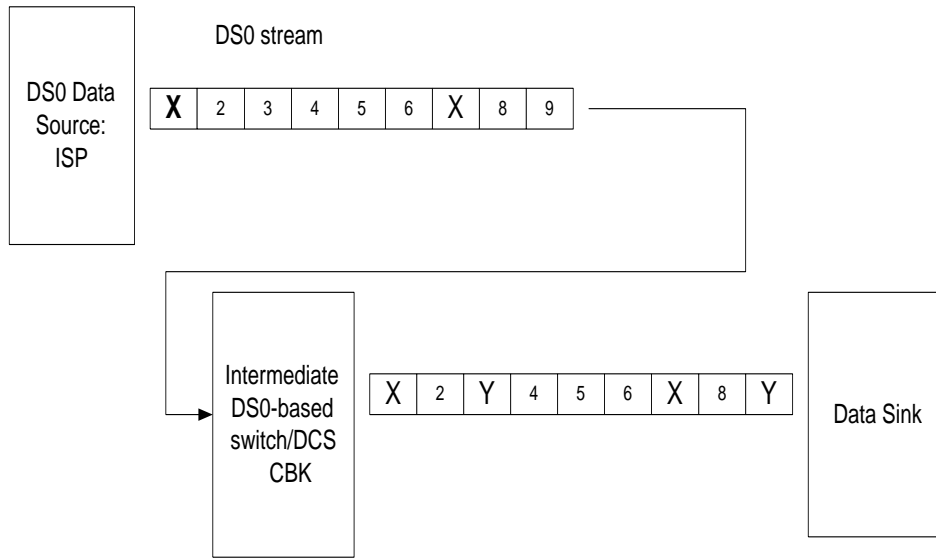 DS0 stream
DS0 Data
Source:
ISP
X 2 3 4 5 6 X 8 9
Intermediate
DS0-based
switch/DCS
CBK
X 2 Y 4 5 6 X 8 Y
Data Sink